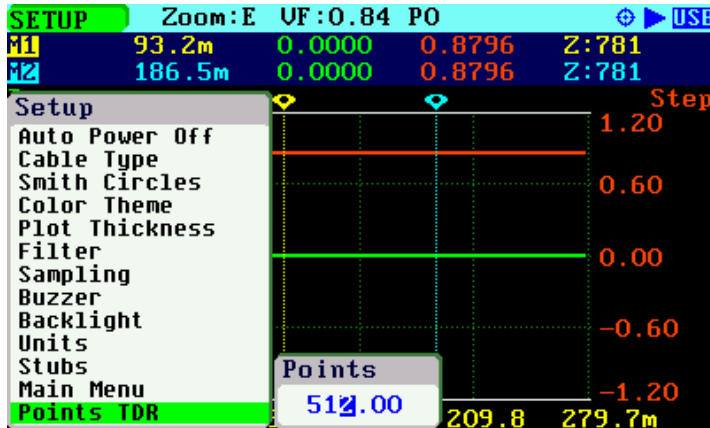 SETUP Zoom:E VF:0.84 PO USB
M1 93.2m 0.0000 0.8796 Z:781
M2 186.5m 0.0000 0.8796 Z:781
Setup
Auto Power Off
Cable Type
Smith Circles
Color Theme
Plot Thickness
Filter
Sampling
Buzzer
Backlight
Units
Stubs
Main Menu
Points TDR
Points
512.00
Step
1.20
0.60
0.00
-0.60
-1.20
209.8 279.7m